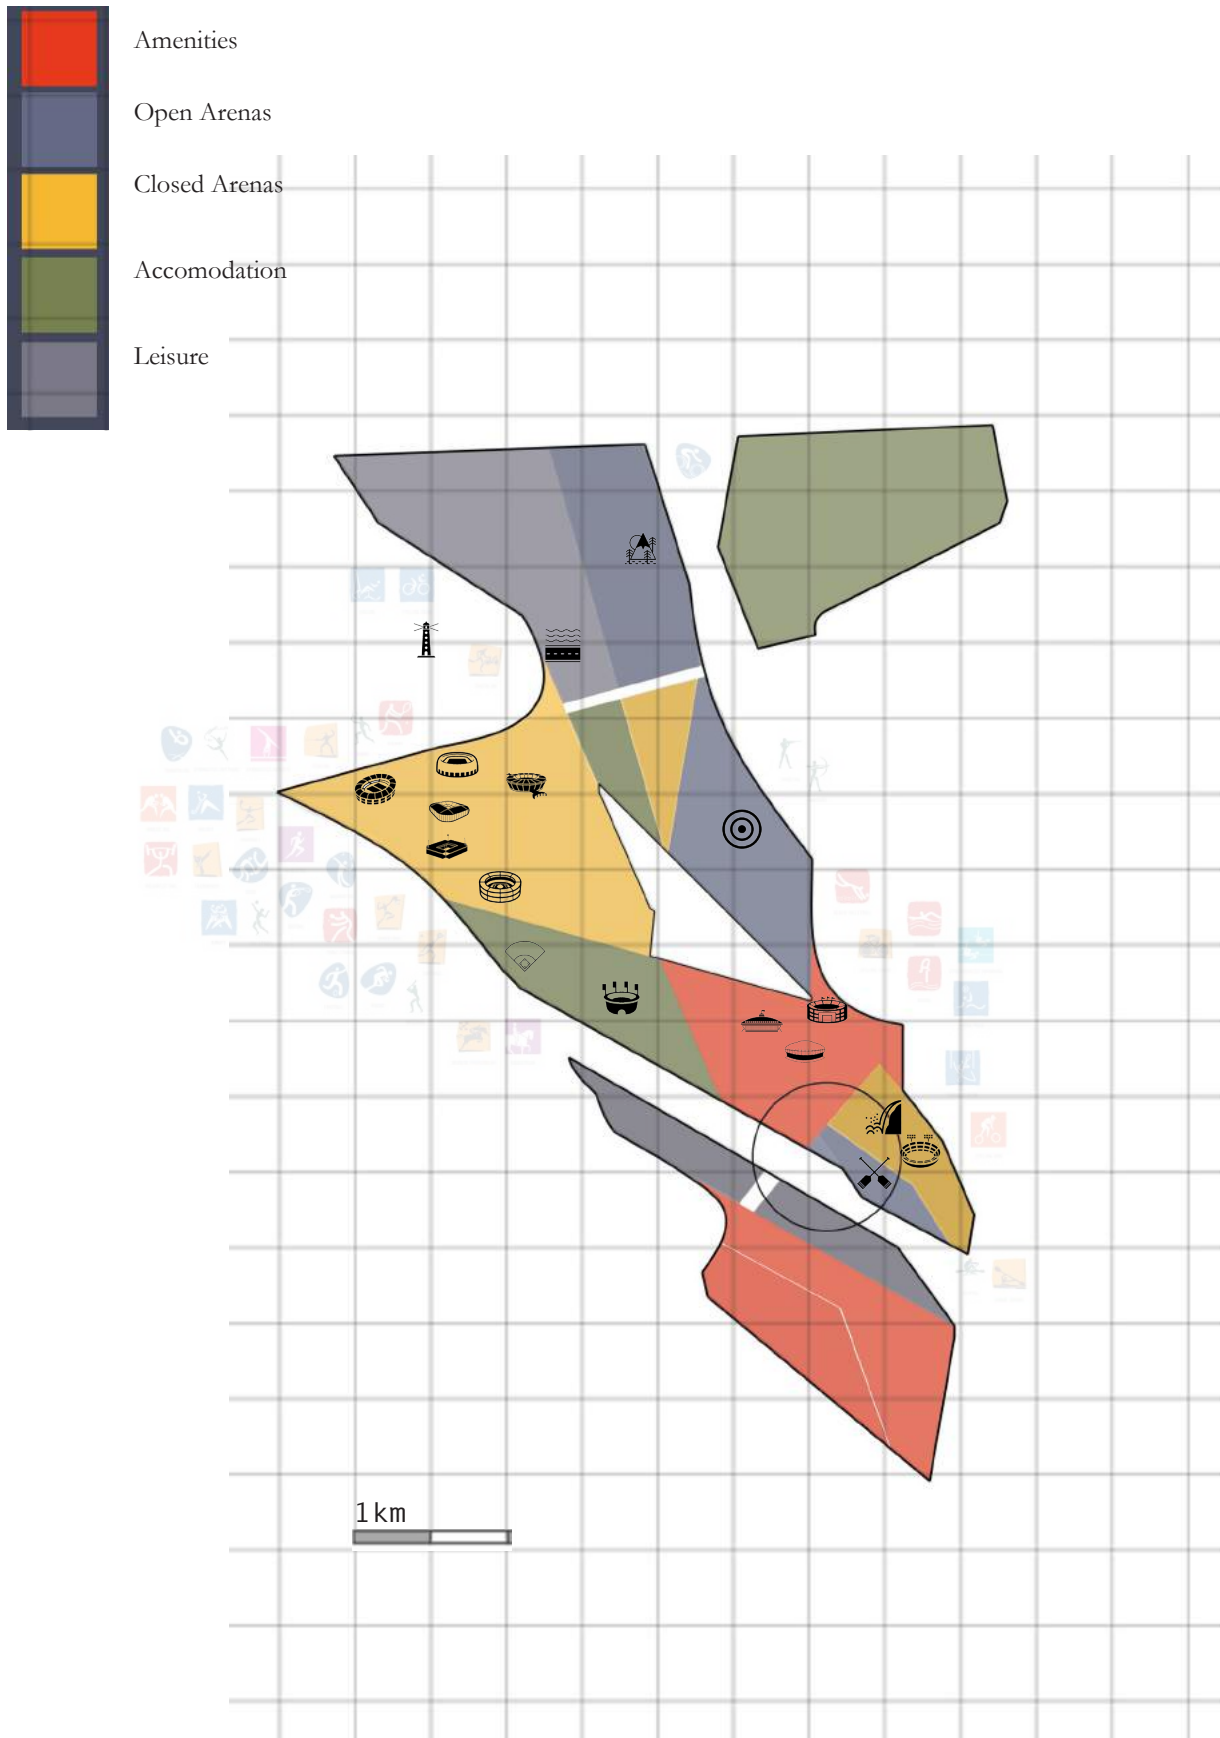 Amenities
Open Arenas
Closed Arenas
Accomodation
Leisure
1km